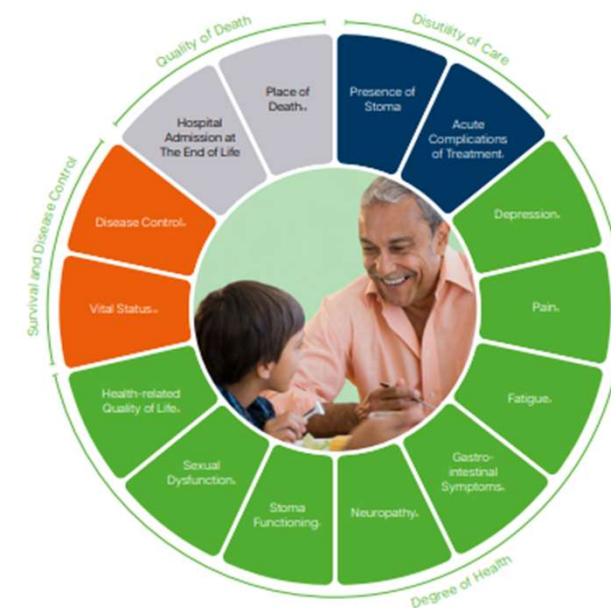 Quality of Death
Disutility of Care
Place of
Death
Presence of
Stoma
Hospital
Admission at
The End of Life
Acute
Complications
of Treatment
Survival and Disease Control
Disease Control
Depression
Vital Status
Pain
Health-related
Quality of Life
Fatigue
Sexual
Dysfunction
Gastro-
intestinal
Symptoms
Stoma
Functioning
Neuropathy
Degree of Health